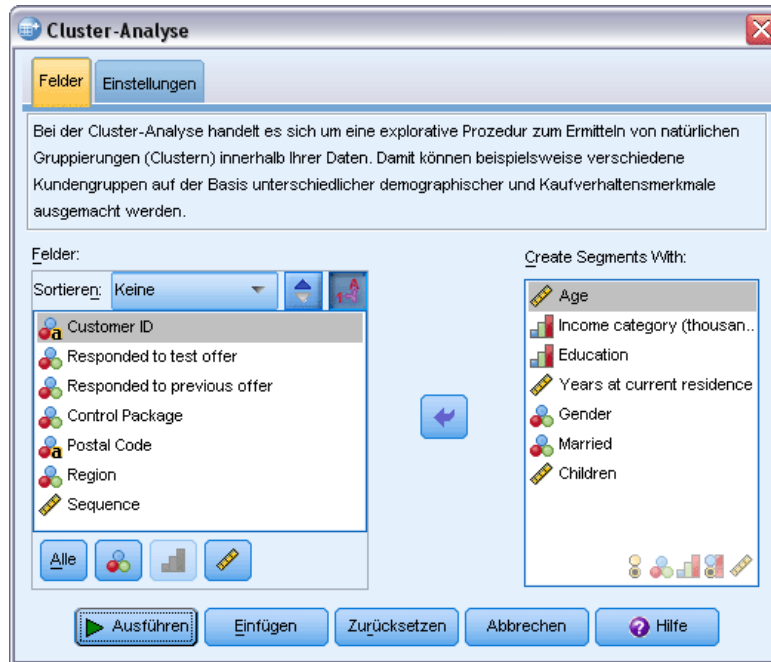 Cluster-Analyse
Felder
Einstellungen
Bei der Cluster-Analyse handelt es sich um eine explorative Prozedur zum Ermitteln von natürlichen
Gruppierungen (Clustern) innerhalb Ihrer Daten. Damit können beispielsweise verschiedene
Kundengruppen auf der Basis unterschiedlicher demographischer und Kaufverhaltensmerkmale
ausgemacht werden.
Felder:
Sortieren: Keine
Customer ID
Responded to test offer
Responded to previous offer
Control Package
Postal Code
Region
Sequence
Alle
Create Segments With:
Age
Income category (thousan..
Education
Years at current residence
Gender
Married
Children
Ausführen
Einfügen
Zurücksetzen
Abbrechen
Hilfe